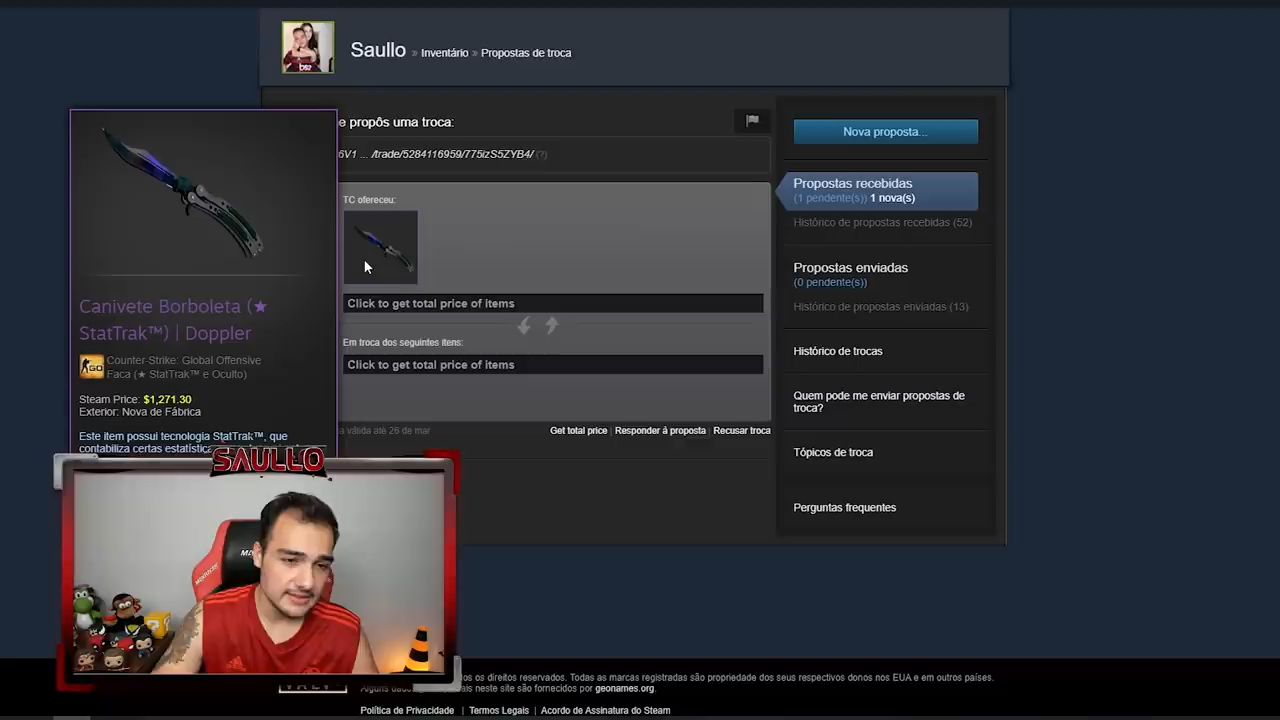 Saullo » Inventário » Propostas de troca
e propôs uma troca:
6V1 ... /trade/5284116959/775izS5ZYB4/ (?)
TC ofereceu:
Click to get total price of items
Em troca dos seguintes itens:
Click to get total price of items
válida até 26 de mar
Get total price | Responder à proposta | Recusar troca
Nova proposta...
Propostas recebidas
(1 pendente(s)) 1 nova(s)
Histórico de propostas recebidas (52)
Propostas enviadas
(0 pendente(s))
Histórico de propostas enviadas (13)
Histórico de trocas
Quem pode me enviar propostas de
troca?
Tópicos de troca
Perguntas frequentes
Canivete Borboleta (★
StatTrak™) | Doppler
GO
Counter-Strike: Global Offensive
Faca (★ StatTrak™ e Oculto)
Steam Price: $1,271.30
Exterior: Nova de Fábrica
Este item possui tecnologia StatTrak™, que
contabiliza certas
SAULLO
os direitos reservados. Todas as marcas registradas são propriedade dos seus respectivos donos nos EUA e em outros países.
neste site são fornecidos por geonames.org.
Política de Privacidade | Termos Legais | Acordo de Assinatura do Steam